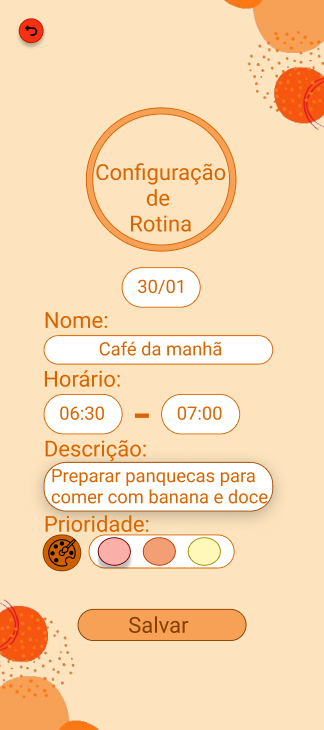 Configuração
de
Rotina
30/01
Nome:
Café da manhã
Horário:
06:30 - 07:00
Descrição:
Preparar panquecas para
comer com banana e doce
Prioridade:
Salvar